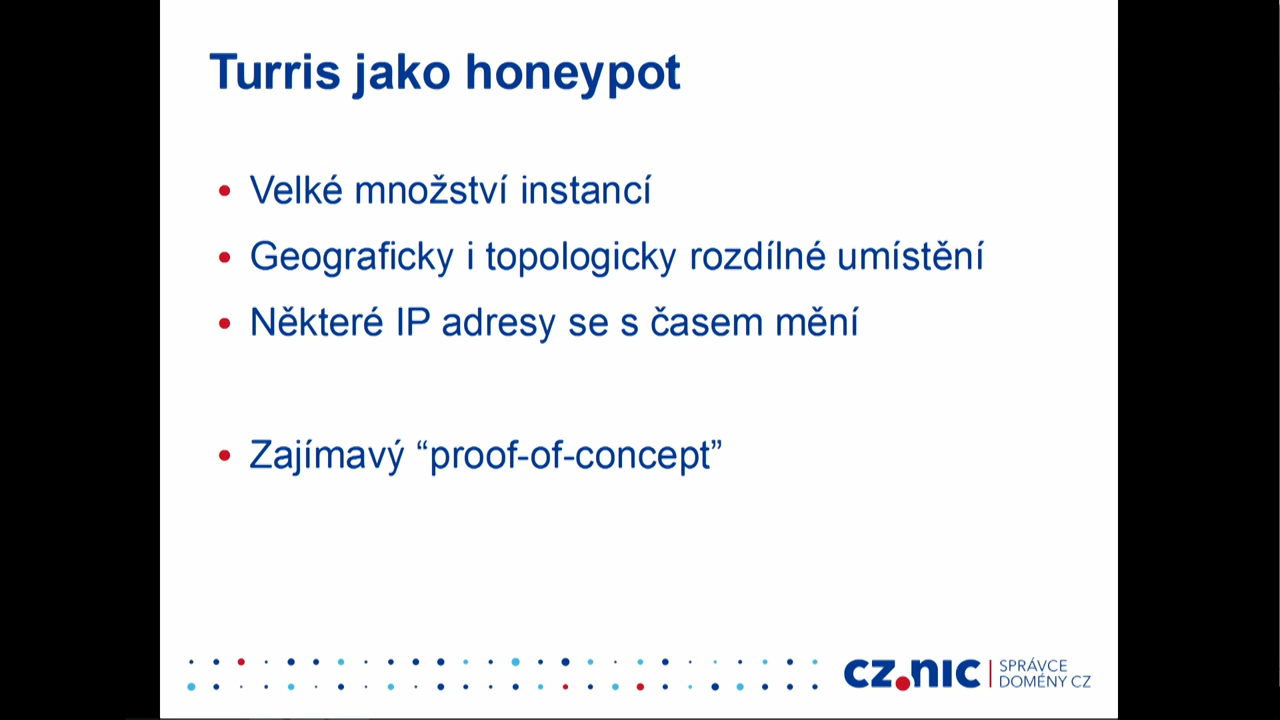 Turris jako honeypot
Velké množství instancí
Geograficky i topologicky rozdílné umístění
Některé IP adresy se s časem mění
Zajímavý “proof-of-concept”
CZ.NIC
SPRÁVCE
DOMÉNY CZ